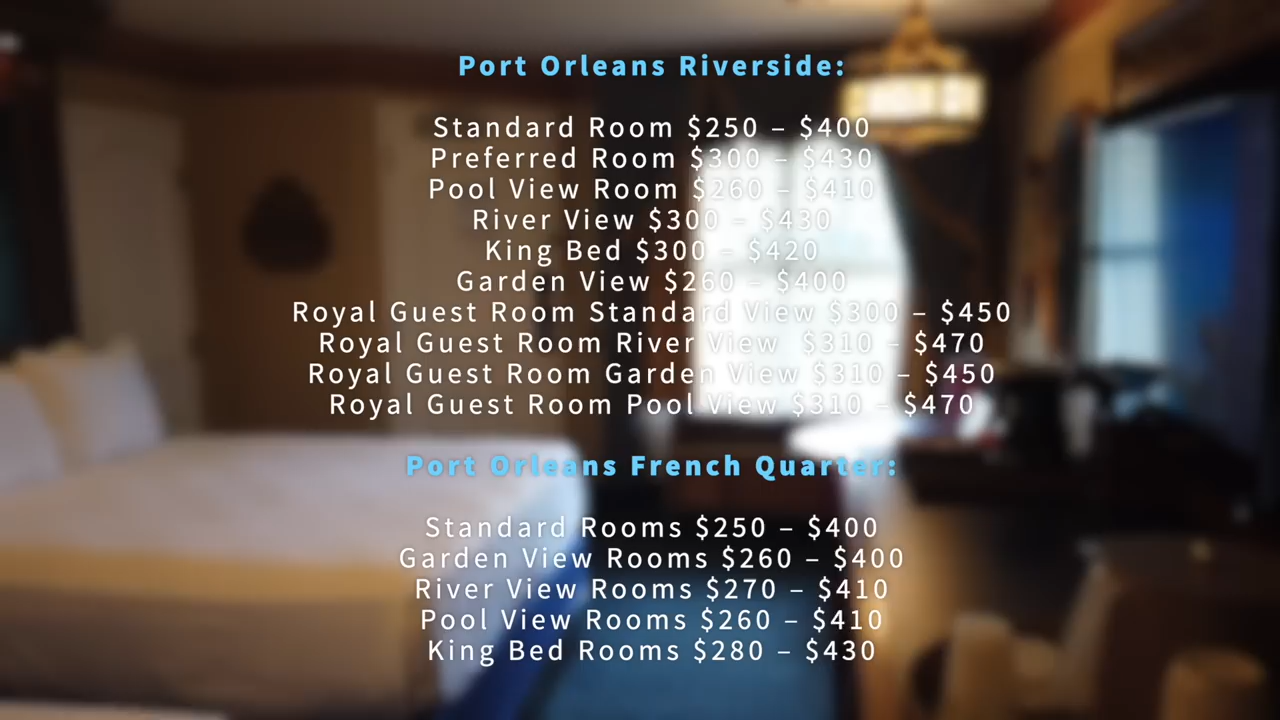 Port Orleans Riverside:
Standard Room $250 – $400
Preferred Room $300 – $430
Pool View Room $260 – $410
River View $300 – $430
King Bed $300 – $420
Garden View $260 – $400
Royal Guest Room Standard View $300 – $450
Royal Guest Room River View $310 – $470
Royal Guest Room Garden View $310 – $450
Royal Guest Room Pool View $310 – $470
Port Orleans French Quarter:
Standard Rooms $250 – $400
Garden View Rooms $260 – $400
River View Rooms $270 – $410
Pool View Rooms $260 – $410
King Bed Rooms $280 – $430